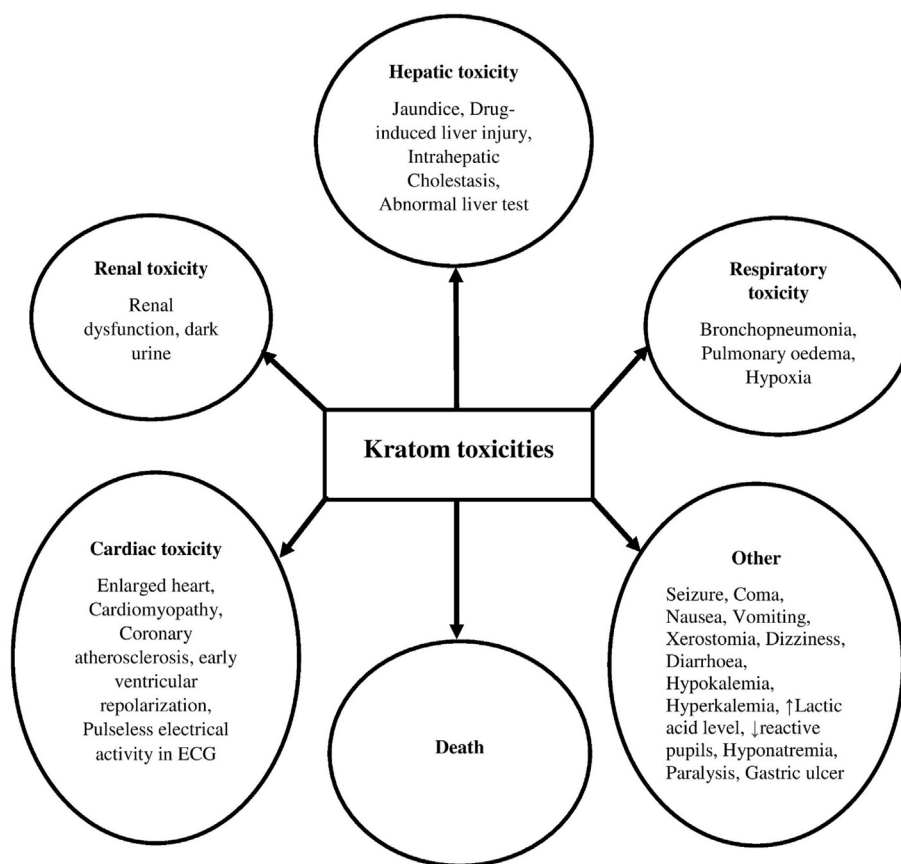 Hepatic toxicity
Jaundice, Drug-
induced liver injury,
Intrahepatic
Cholestasis,
Abnormal liver test
Renal toxicity
Renal
dysfunction, dark
urine
Respiratory
toxicity
Bronchopneumonia,
Pulmonary oedema,
Hypoxia
Kratom toxicities
Cardiac toxicity
Enlarged heart,
Cardiomyopathy,
Coronary
atherosclerosis, early
ventricular
repolarization,
Pulseless electrical
activity in ECG
Death
Other
Seizure, Coma,
Nausea, Vomiting,
Xerostomia, Dizziness,
Diarrhoea,
Hypokalemia,
Hyperkalemia, ↑Lactic
acid level, ↓reactive
pupils, Hyponatremia,
Paralysis, Gastric ulcer